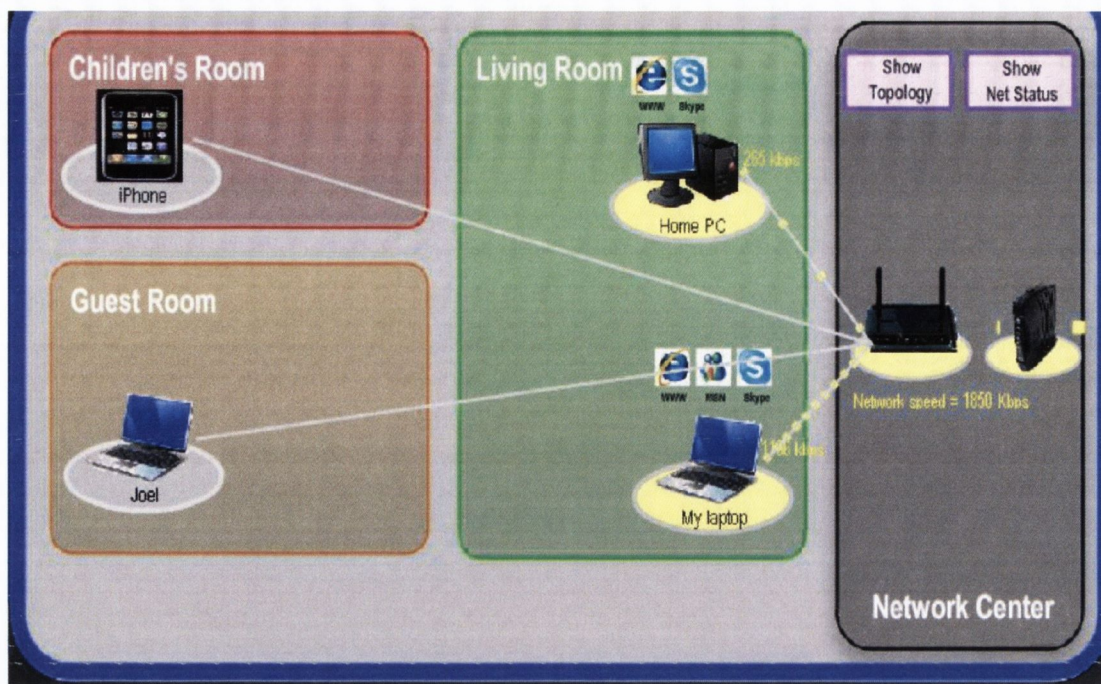 Children's Room
iPhone
Guest Room
Joel
Living Room
WWW Skype
265 kbps
Home PC
WWW MSN Skype
kbps
My laptop
Show
Topology
Show
Net Status
Network speed = 1850 Kbps
Network Center